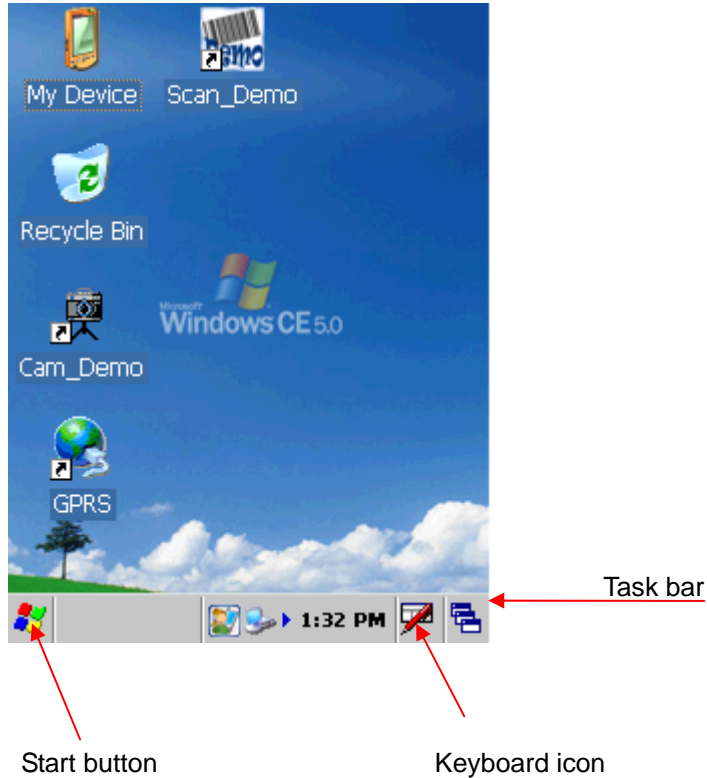 Demo
My Device
Scan_Demo
Recycle Bin
Microsoft
Windows CE 5.0
Cam_Demo
GPRS
Task bar
1:32 PM
Start button
Keyboard icon